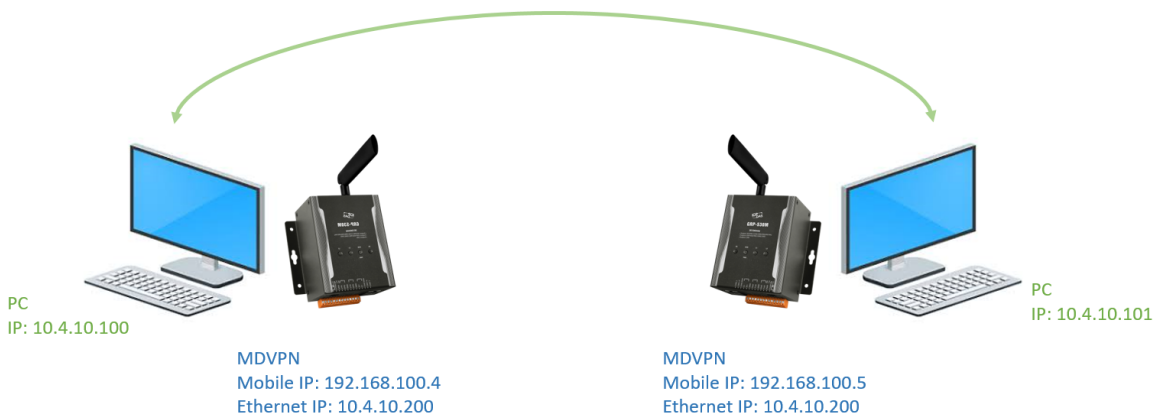 PC
IP: 10.4.10.100
MDVPN
Mobile IP: 192.168.100.4
Ethernet IP: 10.4.10.200
MDVPN
Mobile IP: 192.168.100.5
Ethernet IP: 10.4.10.200
PC
IP: 10.4.10.101